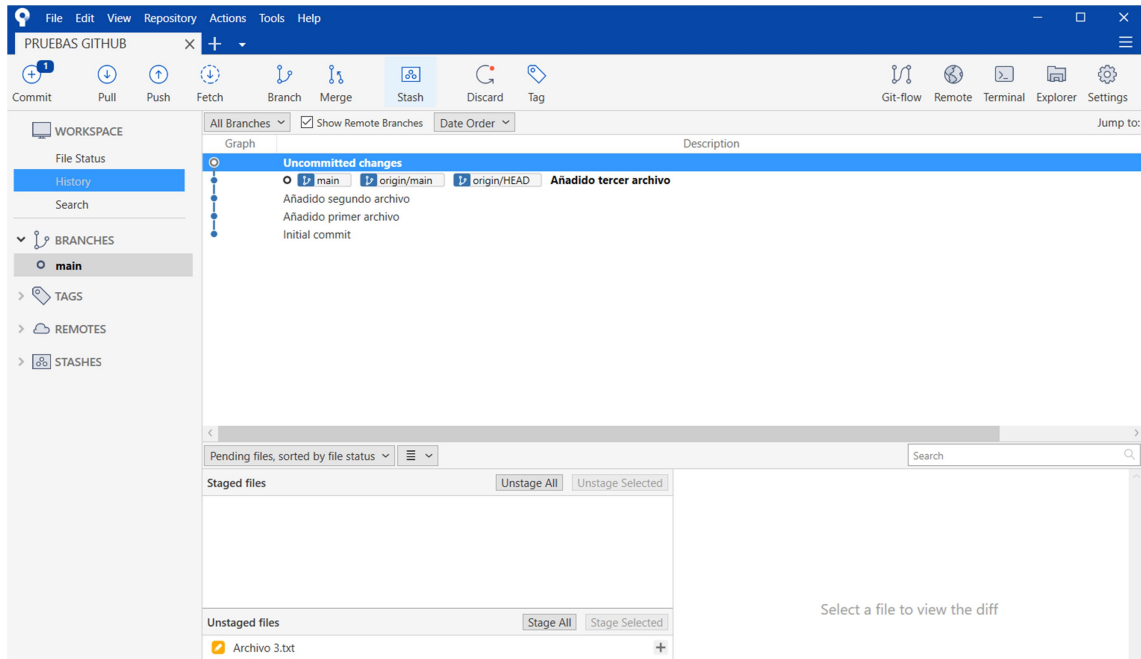 File Edit View Repository Actions Tools Help
PRUEBAS GITHUB
1
Commit Pull Push Fetch Branch Merge Stash Discard Tag Git-flow Remote Terminal Explorer Settings
WORKSPACE
File Status
History
Search
BRANCHES
main
TAGS
REMOTES
STASHES
All Branches Show Remote Branches Date Order Jump to:
Graph Description
Uncommitted changes
main origin/main origin/HEAD Añadido tercer archivo
Añadido segundo archivo
Añadido primer archivo
Initial commit
Pending files, sorted by file status Search
Staged files Unstage All Unstage Selected
Select a file to view the diff
Unstaged files Stage All Stage Selected
Archivo 3.txt